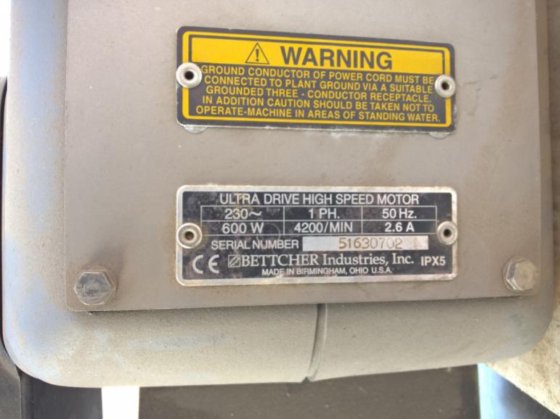 WARNING
GROUND CONDUCTOR OF POWER CORD MUST BE
CONNECTED TO PLANT GROUND VIA A SUITABLE
GROUNDED THREE - CONDUCTOR RECEPTACLE.
IN ADDITION CAUTION SHOULD BE TAKEN NOT TO
OPERATE-MACHINE IN AREAS OF STANDING WATER.
ULTRA DRIVE HIGH SPEED MOTOR
230~ 1 PH. 50 Hz.
600 W 4200/MIN 2.6 A
SERIAL NUMBER 51630702
CE BETTCHER Industries, Inc. IPX5
MADE IN BIRMINGHAM, OHIO U.S.A.